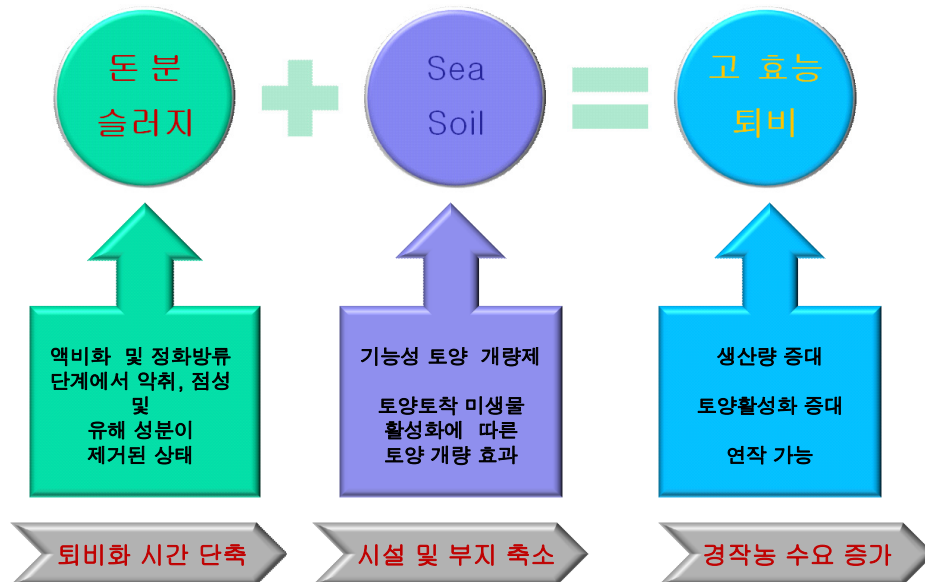 돈 분
슬러지
Sea
Soil
고 효능
퇴비
액비화 및 정화방류
단계에서 악취, 점성
및
유해 성분이
제거된 상태
기능성 토양 개량제
토양토착 미생물
활성화에 따른
토양 개량 효과
생산량 증대
토양활성화 증대
연작 가능
퇴비화 시간 단축
시설 및 부지 축소
경작농 수요 증가